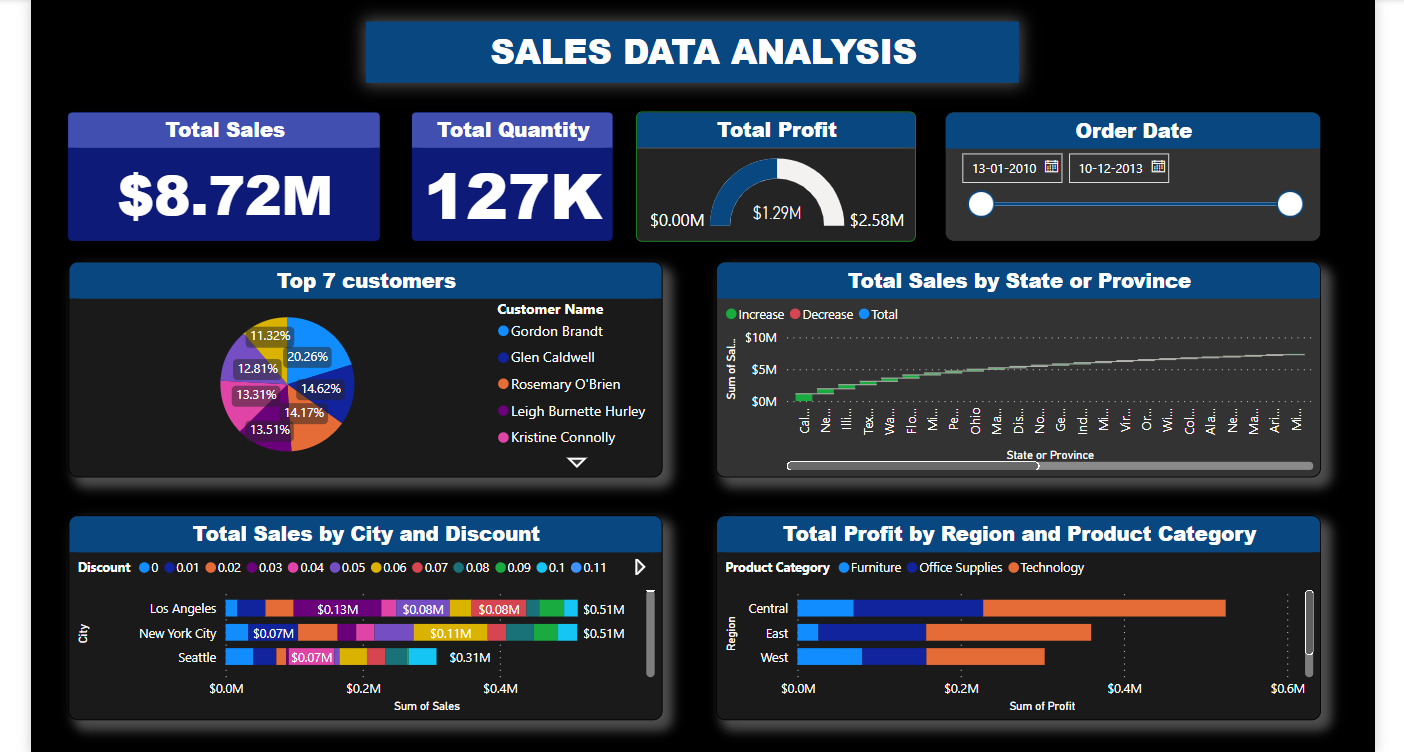 SALES DATA ANALYSIS
Total Sales
$8.72M
Total Quantity
127K
Total Profit
$0.00M
$1.29M
$2.58M
Order Date
13-01-2010
10-12-2013
Top 7 customers
11.32%
20.26%
12.81%
14.62%
13.31%
14.17%
13.51%
Customer Name
Gordon Brandt
Glen Caldwell
Rosemary O'Brien
Leigh Burnette Hurley
Kristine Connolly
Total Sales by State or Province
Increase Decrease Total
Sum of Sal...
$10M
$5M
$0M
Cal... Ne... Illi... Tex... Wa... Flo... Mi... Pe... Ohio Ma... Dis... No... Ge... Ind... Mi... Vir... Or... Wi... Col... Ala... Ne... Ma... Ari... Mi...
State or Province
Total Sales by City and Discount
Discount 0 0.01 0.02 0.03 0.04 0.05 0.06 0.07 0.08 0.09 0.1 0.11
City
Los Angeles $0.13M $0.08M $0.08M $0.51M
New York City $0.07M $0.11M $0.51M
Seattle $0.07M $0.31M
$0.0M $0.2M $0.4M
Sum of Sales
Total Profit by Region and Product Category
Product Category Furniture Office Supplies Technology
Region
Central
East
West
$0.0M $0.2M $0.4M $0.6M
Sum of Profit